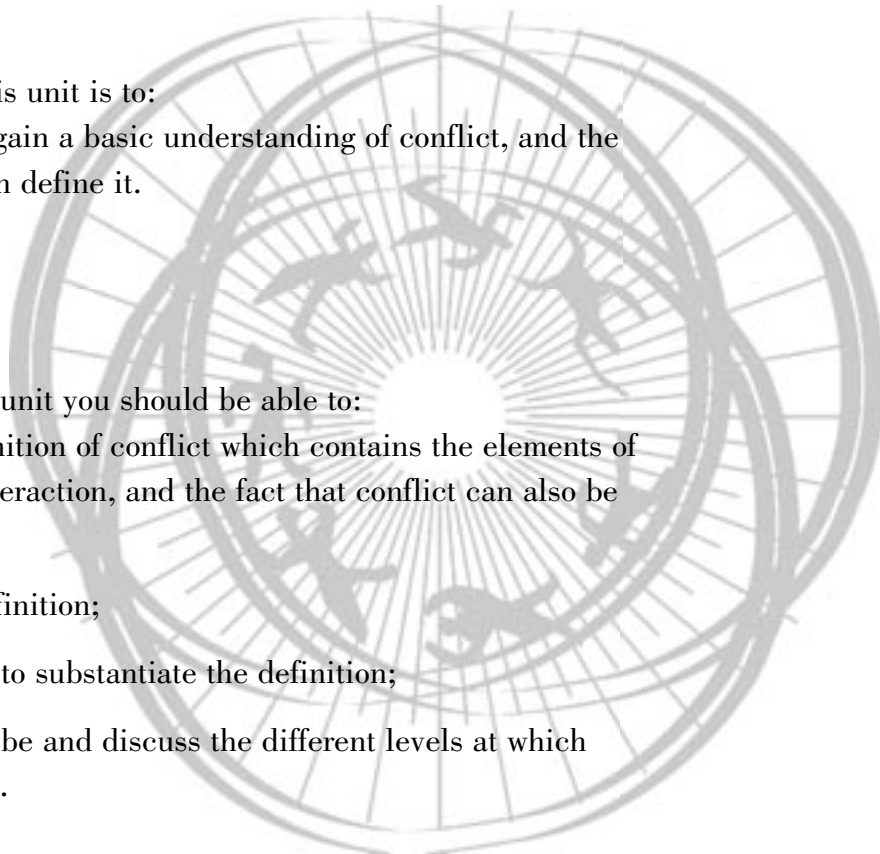 is unit is to:
gain a basic understanding of conflict, and the
n define it.
unit you should be able to:
nition of conflict which contains the elements of
eraction, and the fact that conflict can also be
finition;
to substantiate the definition;
be and discuss the different levels at which
.